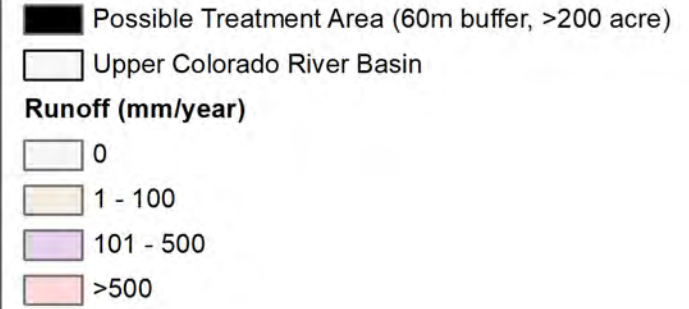 Possible Treatment Area (60m buffer, >200 acre)
Upper Colorado River Basin
Runoff (mm/year)
0
1 - 100
101 - 500
>500